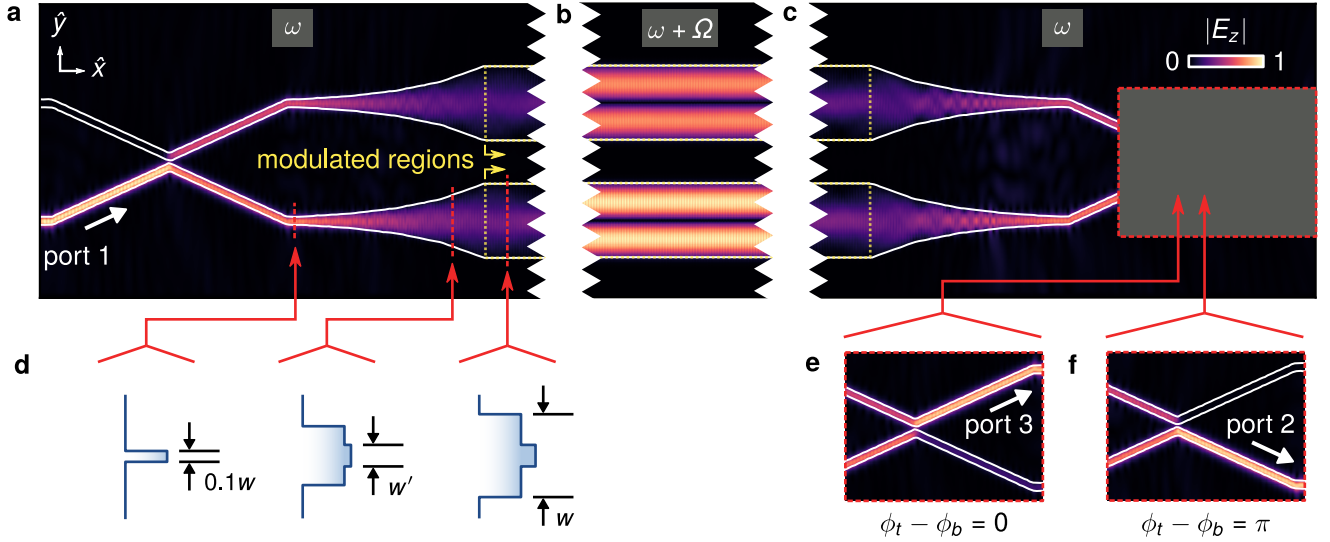 a
ω
b
ω + Ω
c
ω
|E_z|
0
1
ŷ
x̂
modulated regions
port 1
d
0.1w
w′
w
e
port 3
f
port 2
ϕ_t − ϕ_b = 0
ϕ_t − ϕ_b = π